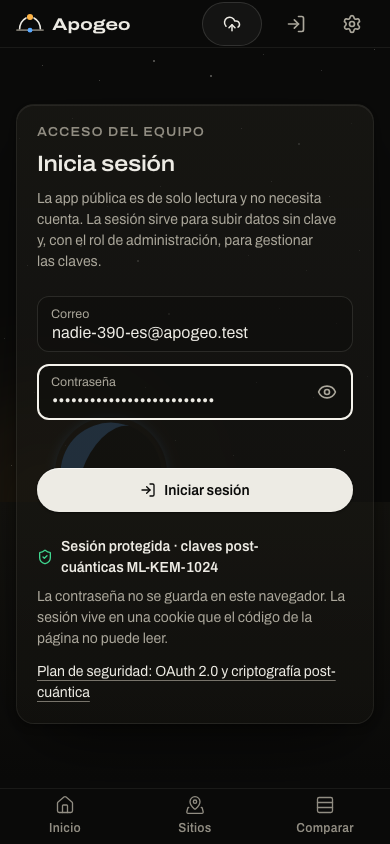 Apogeo
ACCESO DEL EQUIPO
Inicia sesión
La app pública es de solo lectura y no necesita
cuenta. La sesión sirve para subir datos sin clave
y, con el rol de administración, para gestionar
las claves.
Correo
nadie-390-es@apogeo.test
Contraseña
••••••••••••••••••••••••••
Iniciar sesión
Sesión protegida · claves post-
cuánticas ML-KEM-1024
La contraseña no se guarda en este navegador. La
sesión vive en una cookie que el código de la
página no puede leer.
Plan de seguridad: OAuth 2.0 y criptografía post-
cuántica
Inicio
Sitios
Comparar